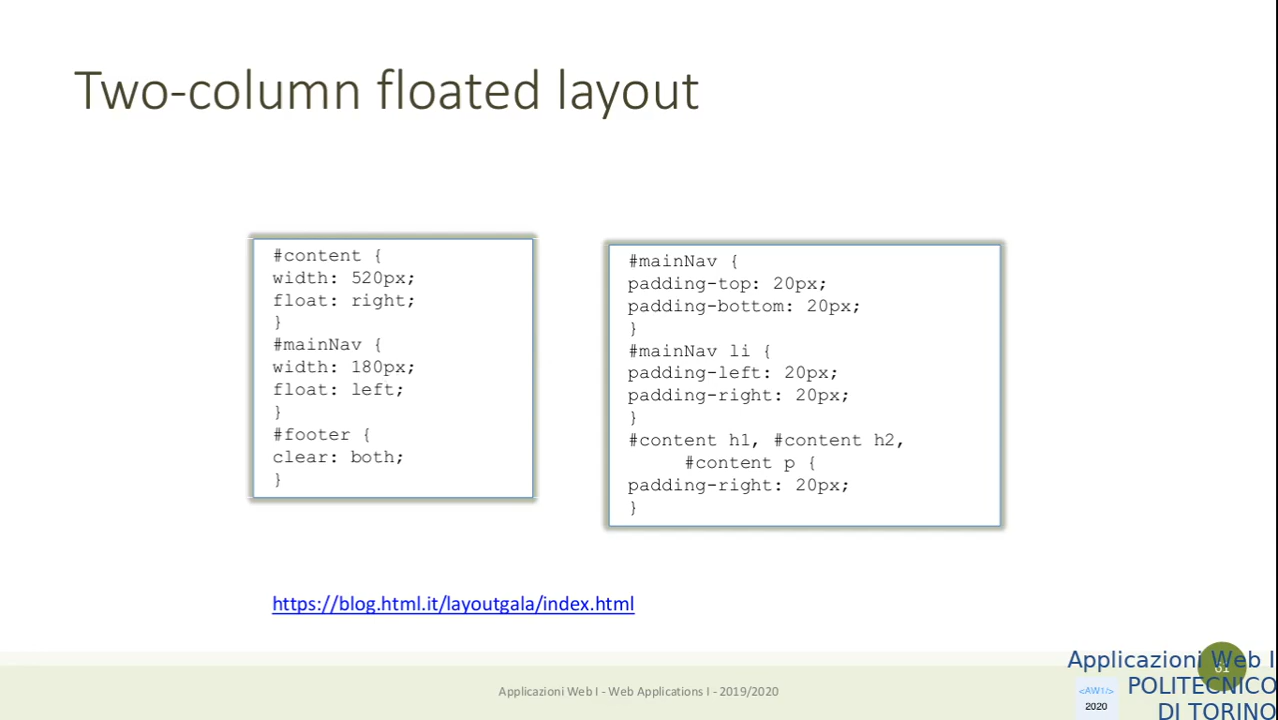 Two-column floated layout
#content {
width: 520px;
float: right;
}
#mainNav {
width: 180px;
float: left;
}
#footer {
clear: both;
}
#mainNav {
padding-top: 20px;
padding-bottom: 20px;
}
#mainNav li {
padding-left: 20px;
padding-right: 20px;
}
#content h1, #content h2,
#content p {
padding-right: 20px;
}
https://blog.html.it/layoutgala/index.html
Applicazioni Web I - Web Applications I - 2019/2020
61
Applicazioni Web I
POLITECNICO
DI TORINO
<AW1/>
2020